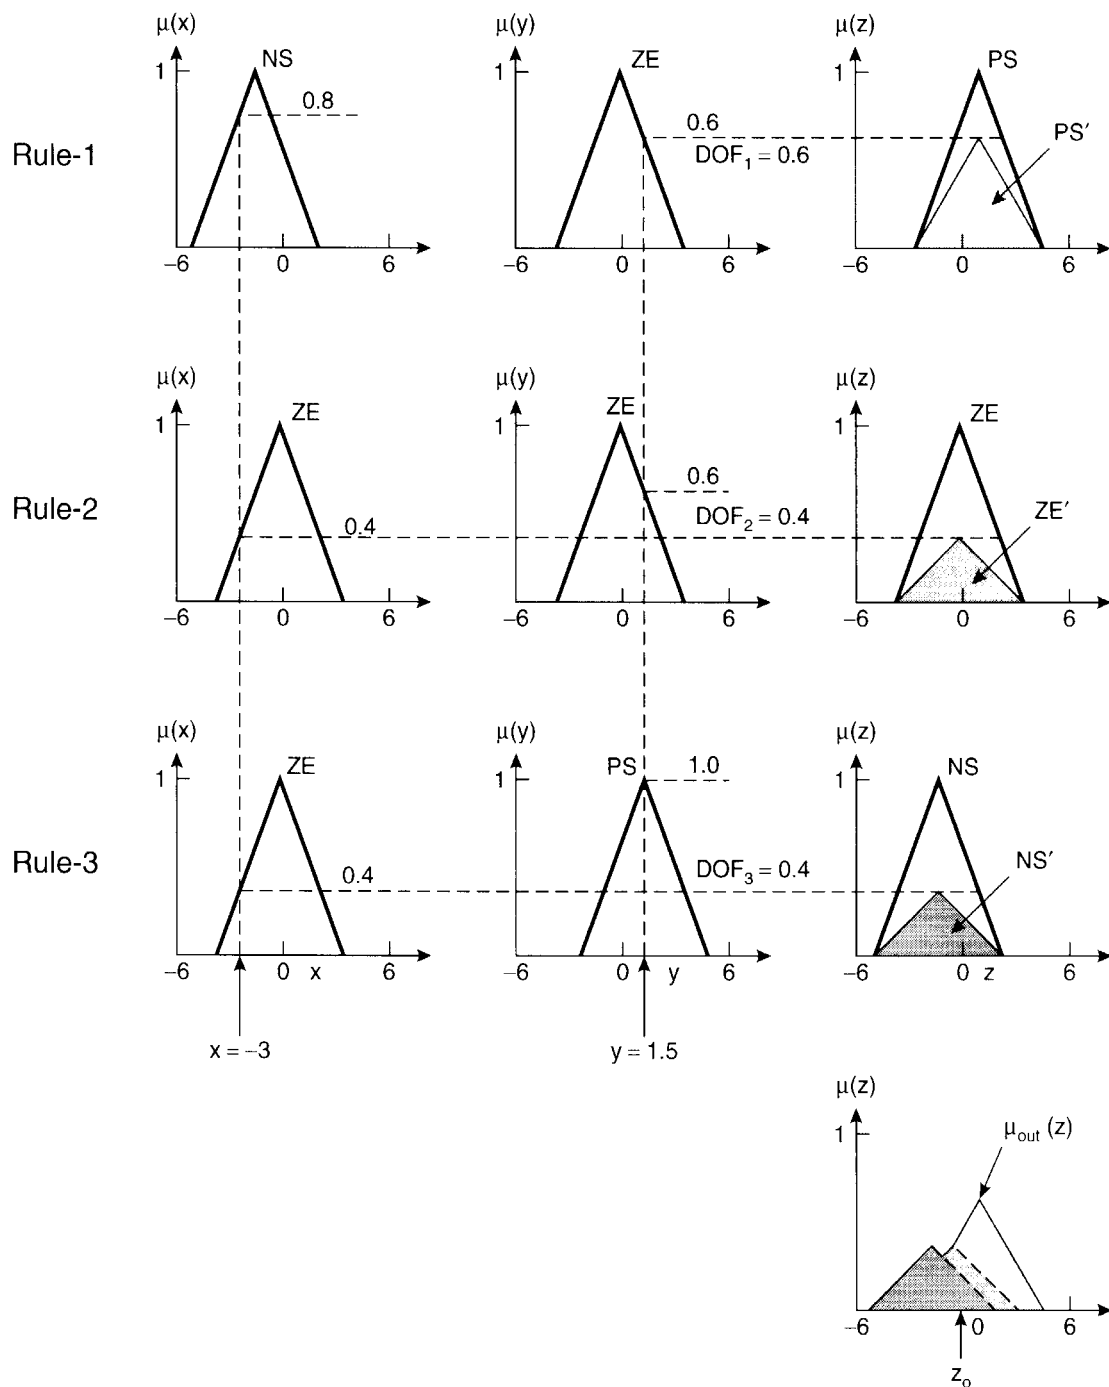 μ(x) μ(y) μ(z)
NS ZE PS
1 1 1
0.8 0.6 PS′
Rule-1 DOF1 = 0.6
−6 0 6 −6 0 6 −6 0 6
μ(x) μ(y) μ(z)
ZE ZE ZE
1 1 1
0.6
Rule-2 0.4 DOF2 = 0.4 ZE′
−6 0 6 −6 0 6 −6 0 6
μ(x) μ(y) μ(z)
ZE PS 1.0 NS
1 1 1
Rule-3 0.4 DOF3 = 0.4 NS′
−6 0 x 6 −6 0 y 6 −6 0 z 6
x = −3 y = 1.5
μ(z)
1 μout (z)
−6 0 6
zo